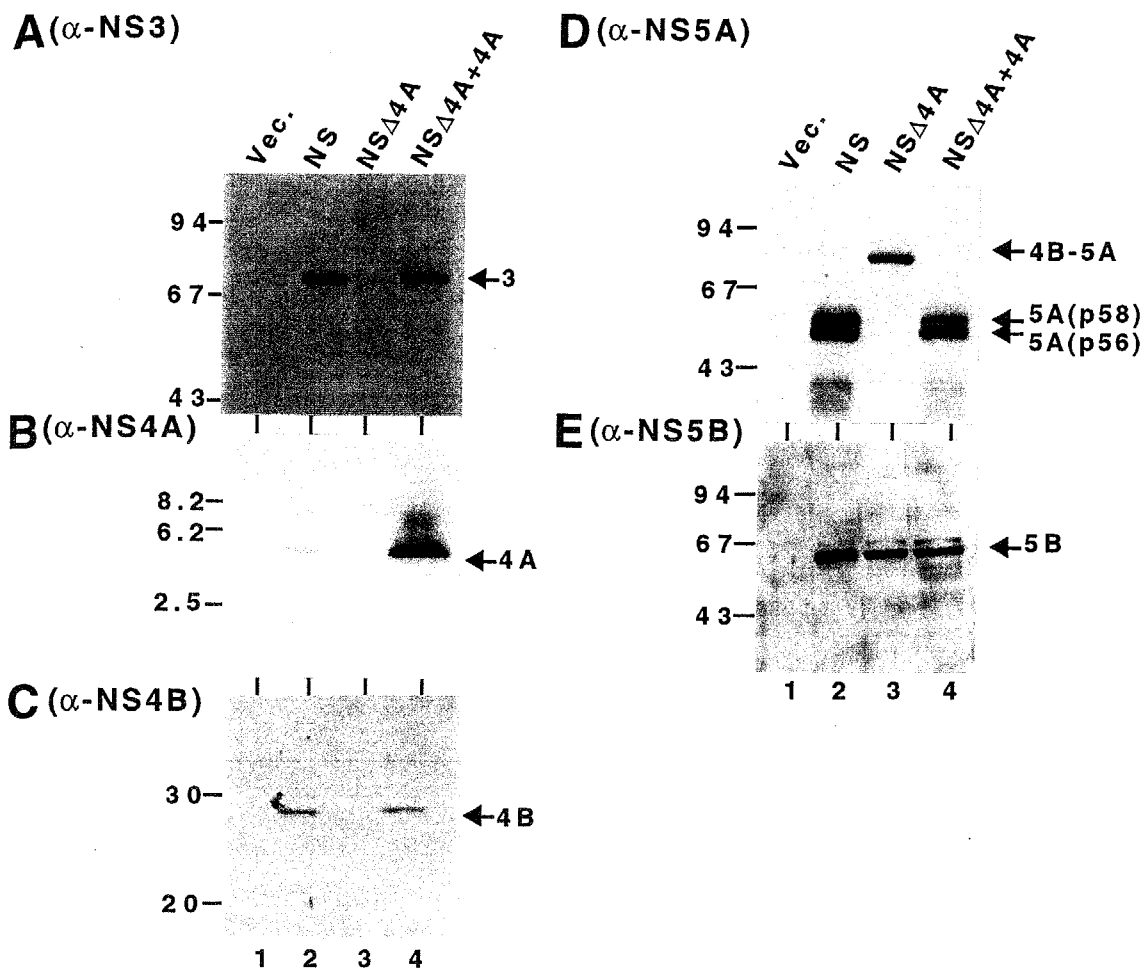 A (α-NS3)
Vec. NS NSΔ4A NSΔ4A+4A
94
67
43
3
B (α-NS4A)
8.2
6.2
2.5
4A
C (α-NS4B)
30
20
4B
1 2 3 4
D (α-NS5A)
Vec. NS NSΔ4A NSΔ4A+4A
94
67
43
4B-5A
5A(p58)
5A(p56)
E (α-NS5B)
94
67
43
5B
1 2 3 4